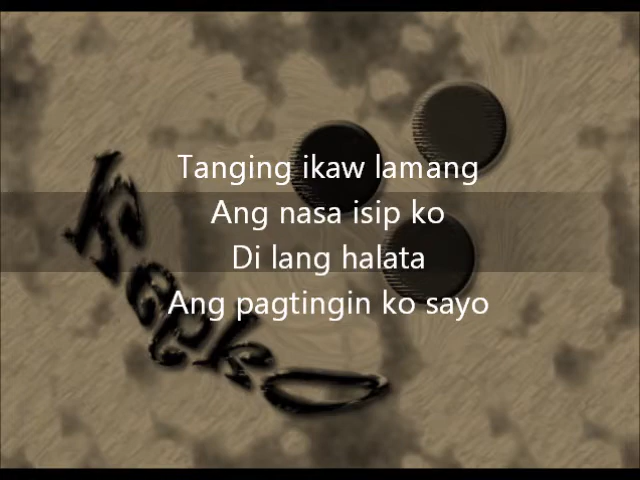 Tanging ikaw lamang
Ang nasa isip ko
Di lang halata
Ang pagtingin ko sayo